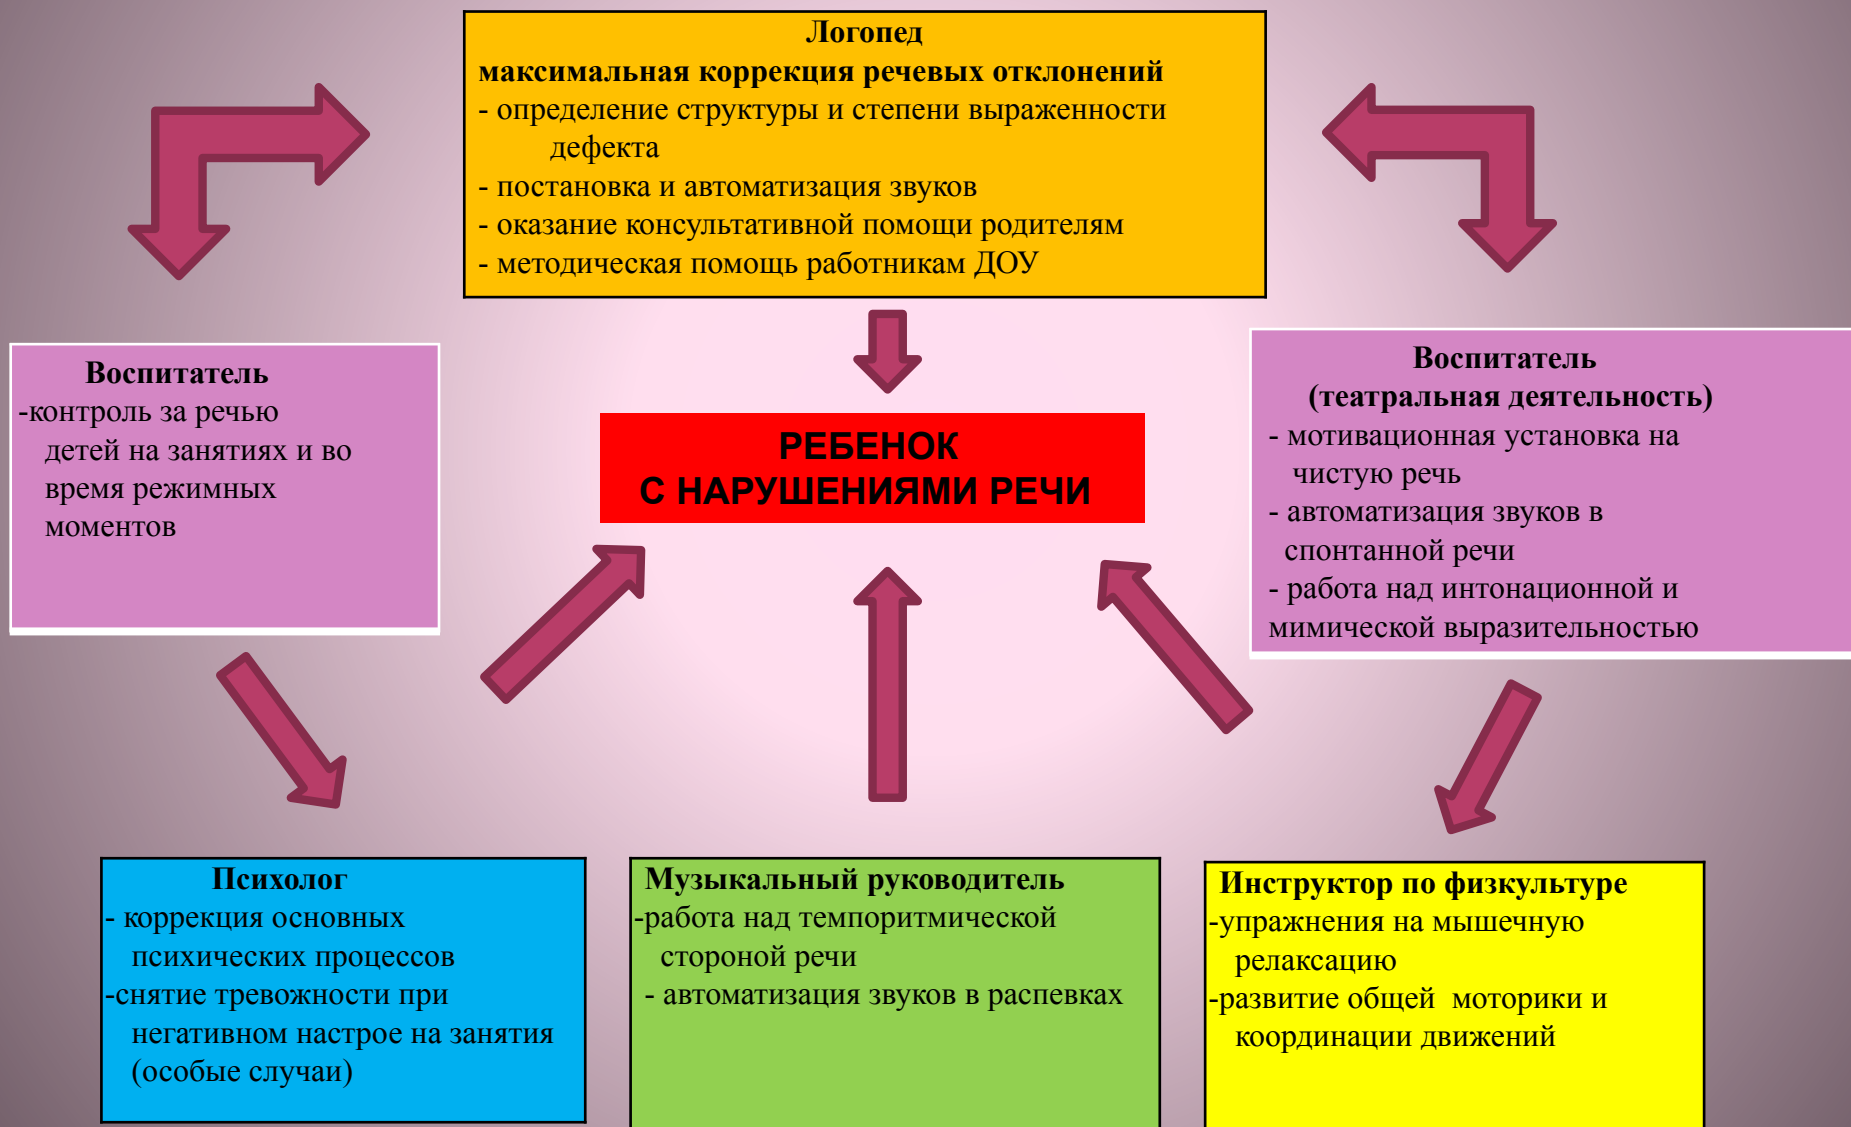 Логопед
максимальная коррекция речевых отклонений
- определение структуры и степени выраженности
дефекта
- постановка и автоматизация звуков
- оказание консультативной помощи родителям
- методическая помощь работникам ДОУ
Воспитатель
-контроль за речью
детей на занятиях и во
время режимных
моментов
РЕБЕНОК
С НАРУШЕНИЯМИ РЕЧИ
Воспитатель
(театральная деятельность)
- мотивационная установка на
чистую речь
- автоматизация звуков в
спонтанной речи
- работа над интонационной и
мимической выразительностью
Психолог
- коррекция основных
психических процессов
-снятие тревожности при
негативном настрое на занятия
(особые случаи)
Музыкальный руководитель
-работа над темпоритмической
стороной речи
- автоматизация звуков в распевках
Инструктор по физкультуре
-упражнения на мышечную
релаксацию
-развитие общей  моторики и
координации движений